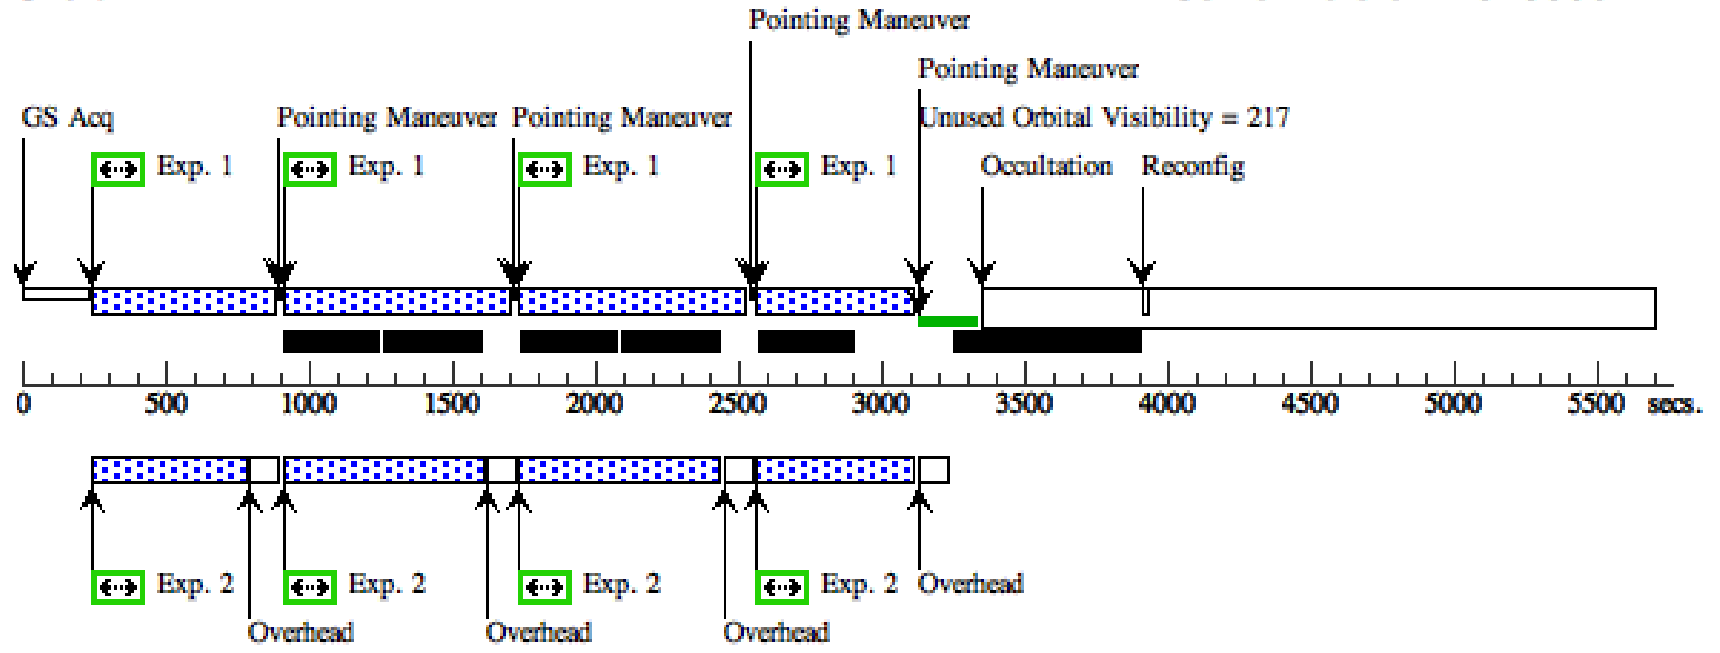 Pointing Maneuver
Pointing Maneuver
GS Acq Pointing Maneuver Pointing Maneuver Unused Orbital Visibility = 217
Exp. 1 Exp. 1 Exp. 1 Exp. 1 Occultation Reconfig
0 500 1000 1500 2000 2500 3000 3500 4000 4500 5000 5500 secs.
Exp. 2 Exp. 2 Exp. 2 Exp. 2 Overhead
Overhead Overhead Overhead